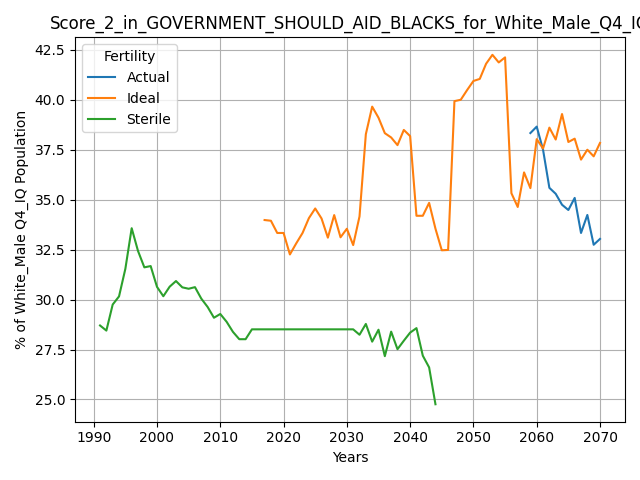 Score_2_in_GOVERNMENT_SHOULD_AID_BLACKS_for_White_Male_Q4_IQ
Fertility
Actual
Ideal
Sterile
% of White_Male Q4_IQ Population
42.5
40.0
37.5
35.0
32.5
30.0
27.5
25.0
1990 2000 2010 2020 2030 2040 2050 2060 2070
Years